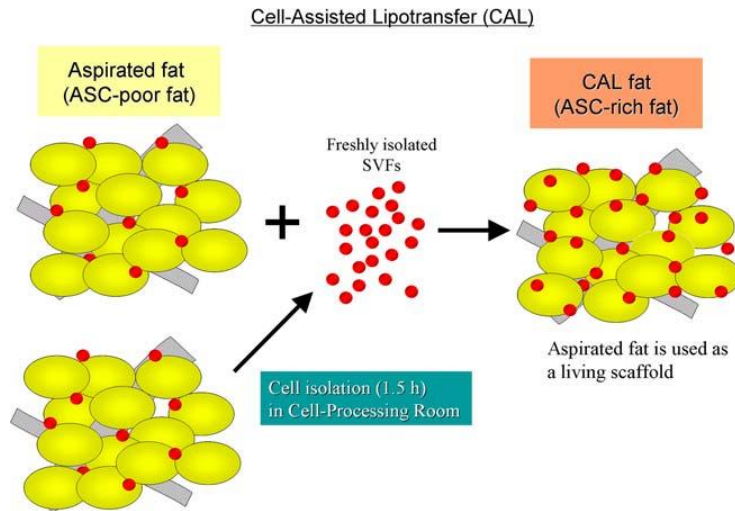 Cell-Assisted Lipotransfer (CAL)
Aspirated fat
(ASC-poor fat)
CAL fat
(ASC-rich fat)
Freshly isolated
SVFs
+
Aspirated fat is used as
a living scaffold
Cell isolation (1.5 h)
in Cell-Processing Room